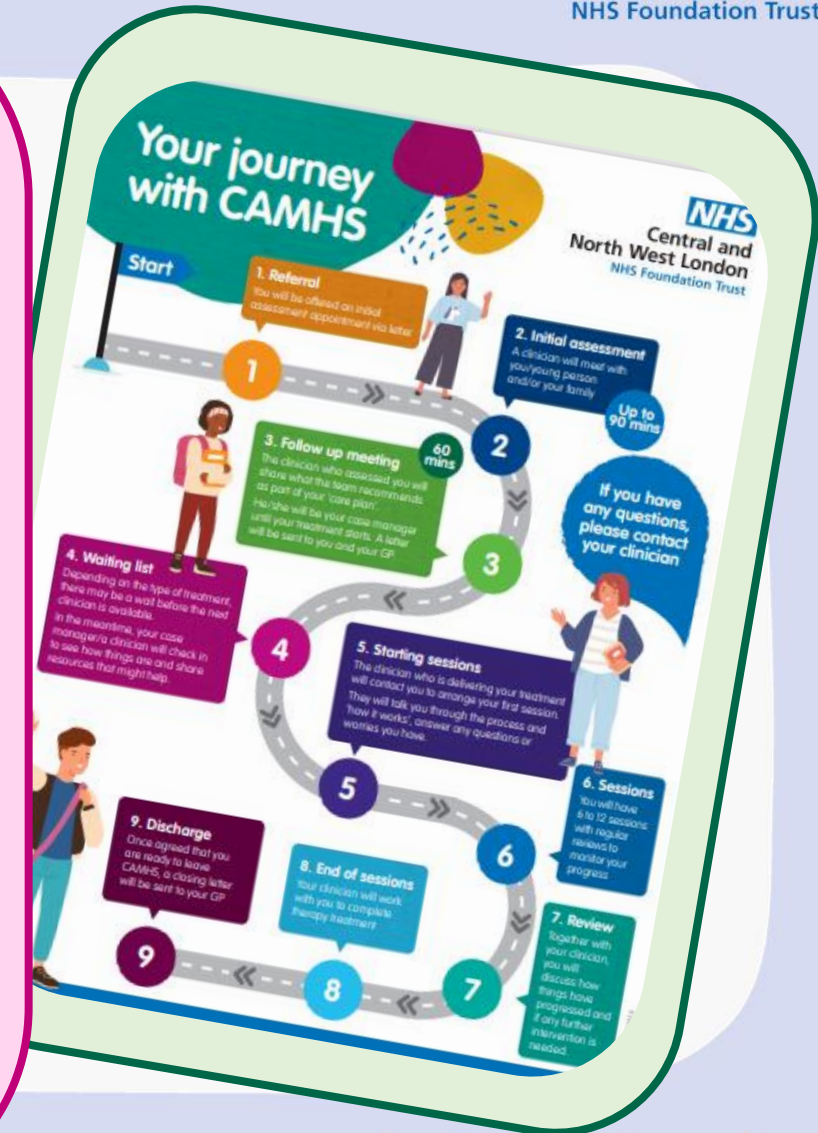 NHS Foundation Trust
Your journey
with CAMHS
NHS
Central and
North West London
NHS Foundation Trust
Start
1. Referral
You will be offered an initial
assessment appointment via letter
1
2. Initial assessment
A clinician will meet with
you/young person
and/or your family
Up to
90 mins
2
3. Follow up meeting
60
mins
The clinician who assessed you will
share what the team recommends
as part of your 'care plan'.
He/she will be your case manager
until your treatment starts. A letter
will be sent to you and your GP
3
If you have
any questions,
please contact
your clinician
4. Waiting list
Depending on the type of treatment,
there may be a wait before the next
clinician is available.
In the meantime, your case
manager/a clinician will check in
to see how things are and share
resources that might help.
4
5. Starting sessions
The clinician who is delivering your treatment
will contact you to arrange your first session.
They will talk you through the process and
'how it works', answer any questions or
worries you have.
5
6. Sessions
You will have
6 to 12 sessions
with regular
reviews to
monitor your
progress
6
7. Review
Together with
your clinician,
you will
discuss how
things have
progressed and
if any further
intervention is
needed.
7
8. End of sessions
Your clinician will work
with you to complete
therapy treatment
8
9. Discharge
Once agreed that you
are ready to leave
CAMHS, a closing letter
will be sent to your GP
9